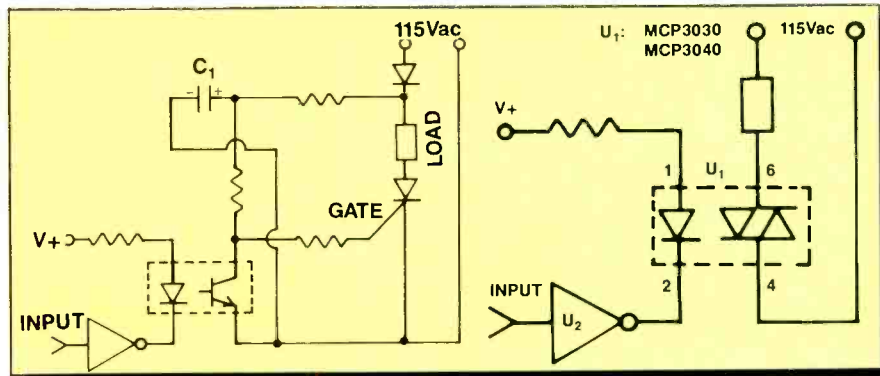 115Vac
C1
LOAD
GATE
V+
INPUT
U1: MCP3030
MCP3040
115Vac
V+
1
U1
6
2
4
INPUT
U2